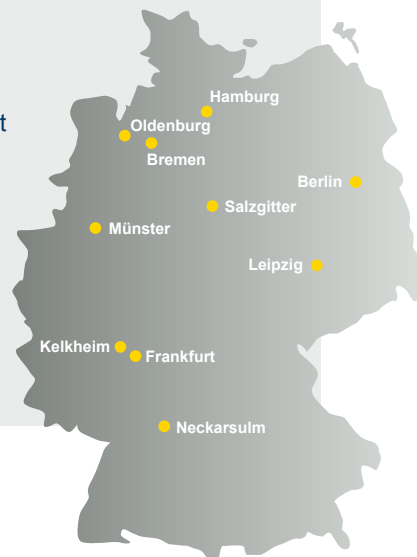 Hamburg
t
Oldenburg
Bremen
Berlin
Salzgitter
Münster
Leipzig
Kelkheim
Frankfurt
Neckarsulm